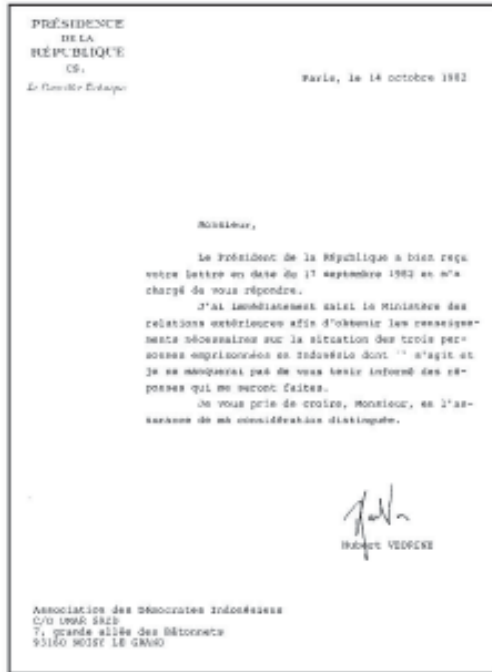 PRÉSIDENCE
DE LA
RÉPUBLIQUE
CS.
Le Conseiller
Paris, le 14 octobre 1982
Monsieur,
Le Président de la République a bien reçu
votre lettre en date du 17 septembre 1982 et m'a
chargé de vous répondre.
J'ai immédiatement saisi le Ministère des
relations extérieures afin d'obtenir les renseigne-
ments nécessaires sur la situation des trois per-
sonnes emprisonnées en Indonésie dont s'agit et
je ne manquerai pas de vous tenir informé des ré-
ponses qui me seront faites.
Je vous prie de croire, Monsieur, en l'as-
surance de ma considération distinguée.
Hubert VEDRINE
Association des Démocrates Indonésiens
C/O UMAR SAID
7, grande allée des Bâtonnets
93160 NOISY LE GRAND